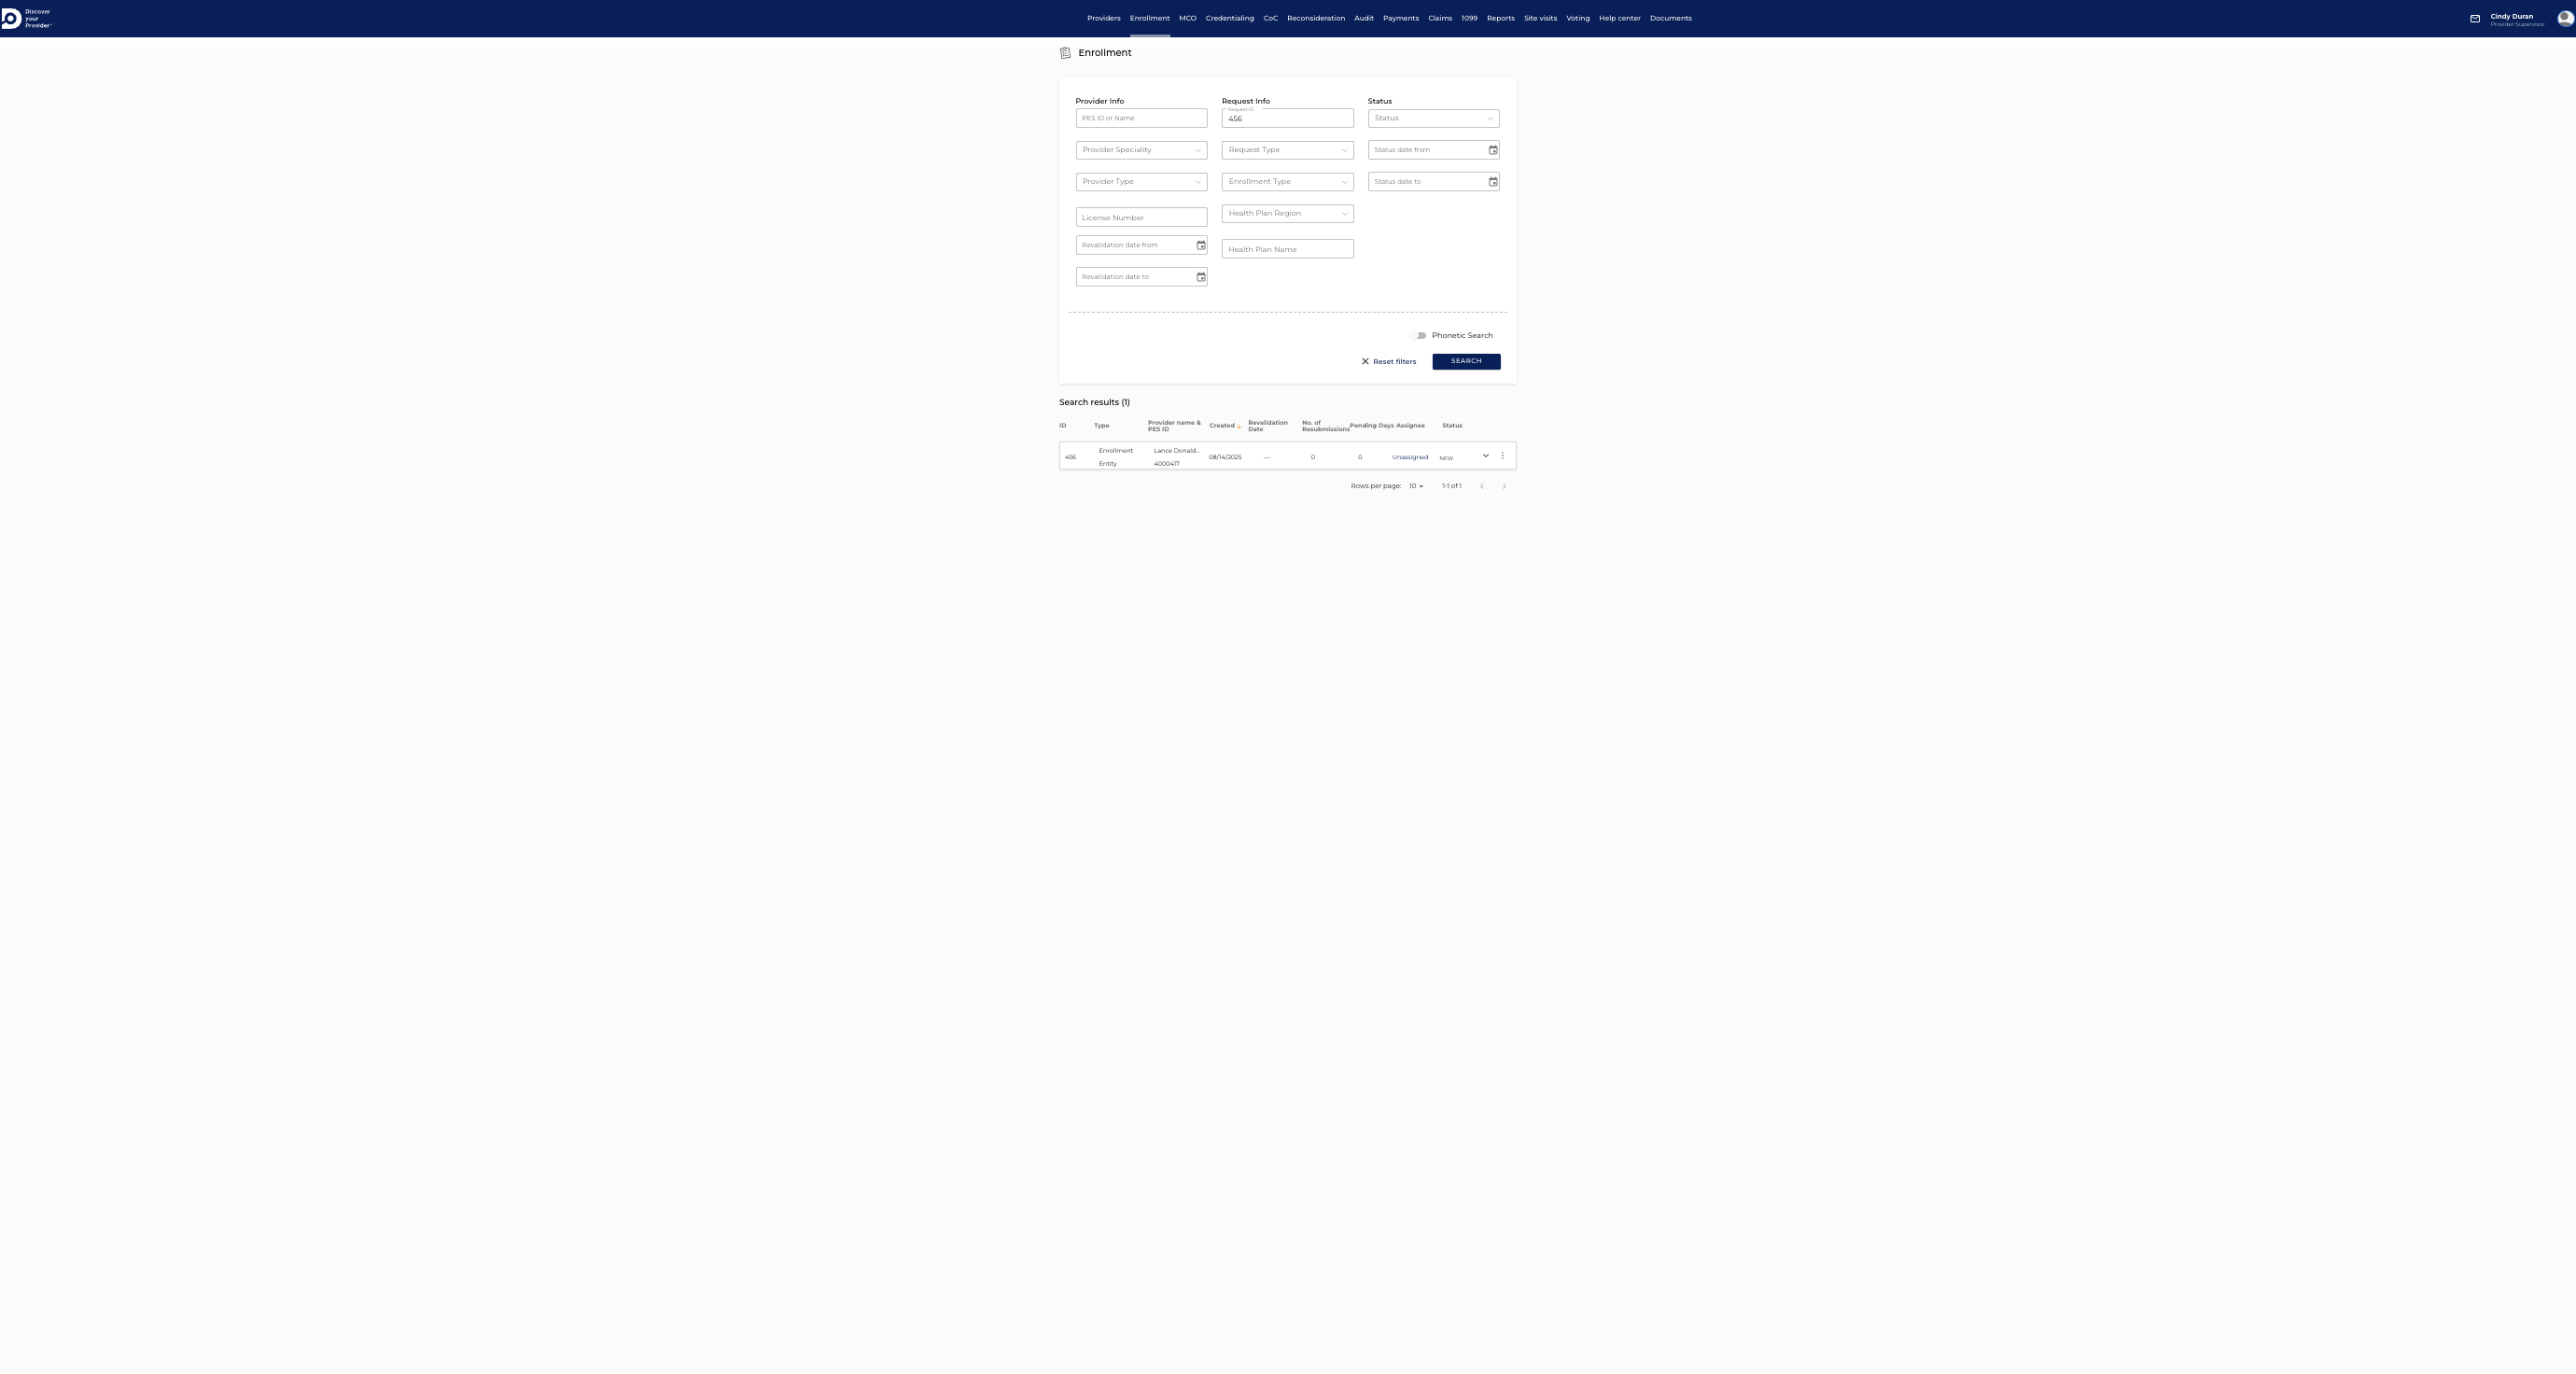 Discover
your
Provider
Providers Enrollment MCO Credentialing CoC Reconsideration Audit Payments Claims 1099 Reports Site visits Voting Help center Documents
Cindy Duran
Provider Supervisor
Enrollment
Provider Info
Request Info
Status
PES ID or Name
Request ID
456
Status
Provider Speciality
Request Type
Status date from
Provider Type
Enrollment Type
Status date to
License Number
Health Plan Region
Revalidation date from
Health Plan Name
Revalidation date to
Phonetic Search
Reset filters
SEARCH
Search results (1)
ID Type Provider name & PES ID Created Revalidation Date No. of Resubmissions Pending Days Assignee Status
456 Enrollment Lance Donald... 08/14/2025 — 0 0 Unassigned NEW
Entity 4000417
Rows per page: 10 1-1 of 1